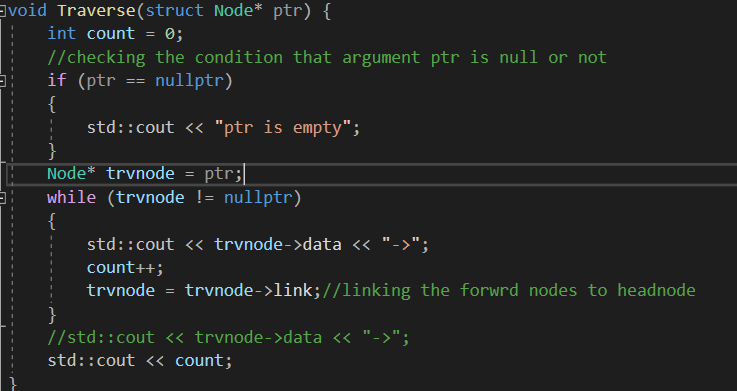 void Traverse(struct Node* ptr) {
int count = 0;
//checking the condition that argument ptr is null or not
if (ptr == nullptr)
{
std::cout << "ptr is empty";
}
Node* trvnode = ptr;
while (trvnode != nullptr)
{
std::cout << trvnode->data << "->";
count++;
trvnode = trvnode->link;//linking the forwrd nodes to headnode
}
//std::cout << trvnode->data << "->";
std::cout << count;
}